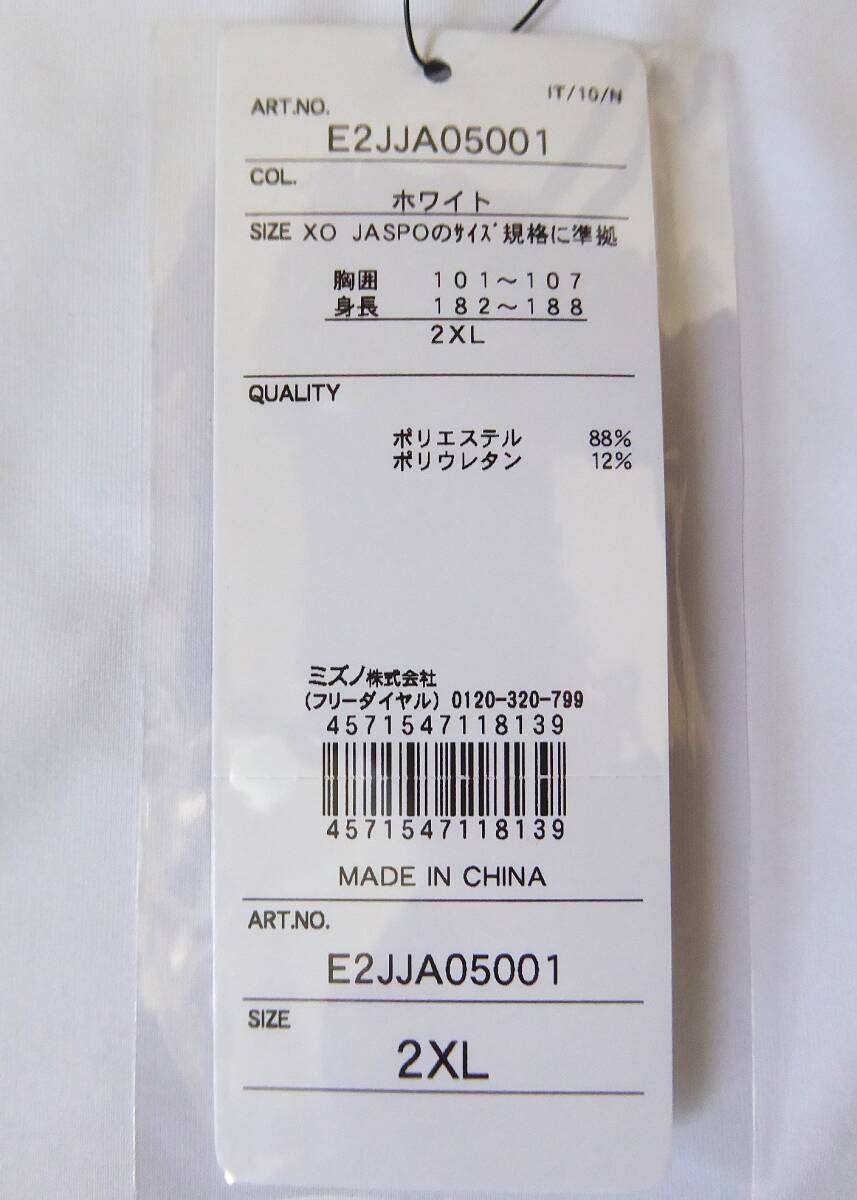 IT/10/N
ART.NO.
E2JJA05001
COL.
ホワイト
SIZE XO JASPOのｻｲｽﾞ規格に準拠
胸囲 101～107
身長 182～188
2XL
QUALITY
ポリエステル 88%
ポリウレタン 12%
ミズノ株式会社
(フリーダイヤル) 0120-320-799
4571547118139
4571547118139
MADE IN CHINA
ART.NO.
E2JJA05001
SIZE
2XL